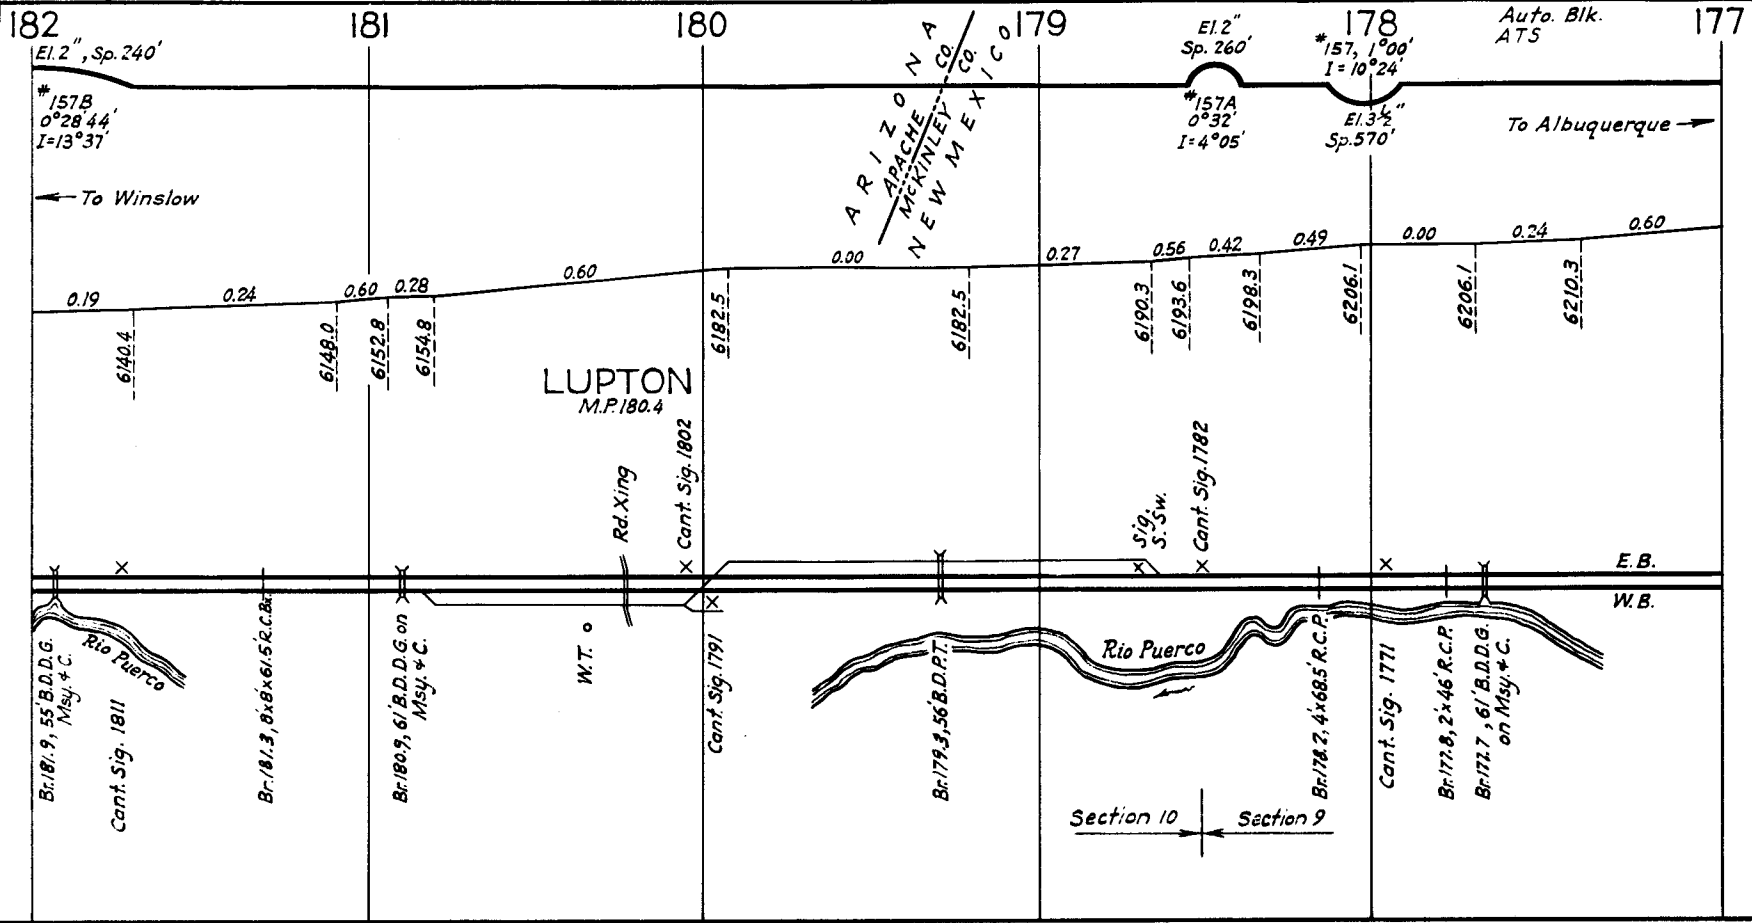 182 181 180 179 178 177
Auto. Blk.
ATS
El. 2", Sp. 240'
#157B
0°28'44"
I=13°37'
El. 2"
Sp. 260'
#157A
0°32'
I=4°05'
#157, 1°00'
I=10°24'
El. 3½"
Sp. 570'
To Albuquerque
To Winslow
ARIZONA
APACHE CO.
McKINLEY CO.
NEW MEXICO
0.19 0.24 0.60 0.28 0.60 0.00 0.27 0.56 0.42 0.49 0.00 0.24 0.60
6140.4
6148.0
6152.8
6154.8
6182.5
6182.5
6190.3
6193.6
6198.3
6206.1
6206.1
6210.3
LUPTON
M.P. 180.4
Rd. Xing
Cant. Sig. 1802
Sig.
S. Sw.
Cant. Sig. 1782
E.B.
W.B.
Rio Puerco
Rio Puerco
Br. 181.9, 55' B.D.D.G.
Msy. & C.
Cant. Sig. 1811
Br. 181.3, 8'x8'x61.5' R.C.Bx.
Br. 180.9, 61' B.D.D.G. on
Msy. & C.
W.T.
Cant. Sig. 1791
Br. 179.3, 56' B.D.P.T.
Br. 178.2, 4'x68.5' R.C.P.
Cant. Sig. 1771
Br. 177.8, 2'x46' R.C.P.
Br. 177.7, 61' B.D.D.G.
on Msy. & C.
Section 10 Section 9